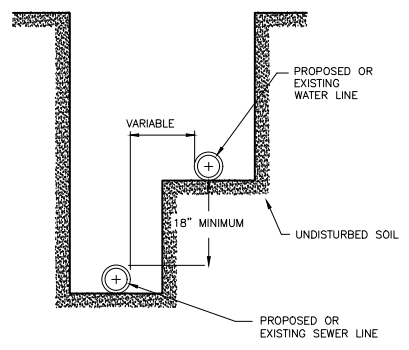 PROPOSED OR
EXISTING
WATER LINE
VARIABLE
18" MINIMUM
UNDISTURBED SOIL
PROPOSED OR
EXISTING SEWER LINE